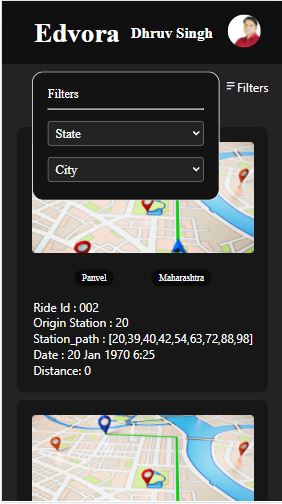 Edvora Dhruv Singh
Filters
Filters
State
City
Panvel Maharashtra
Ride Id : 002
Origin Station : 20
Station_path : [20,39,40,42,54,63,72,88,98]
Date : 20 Jan 1970 6:25
Distance: 0